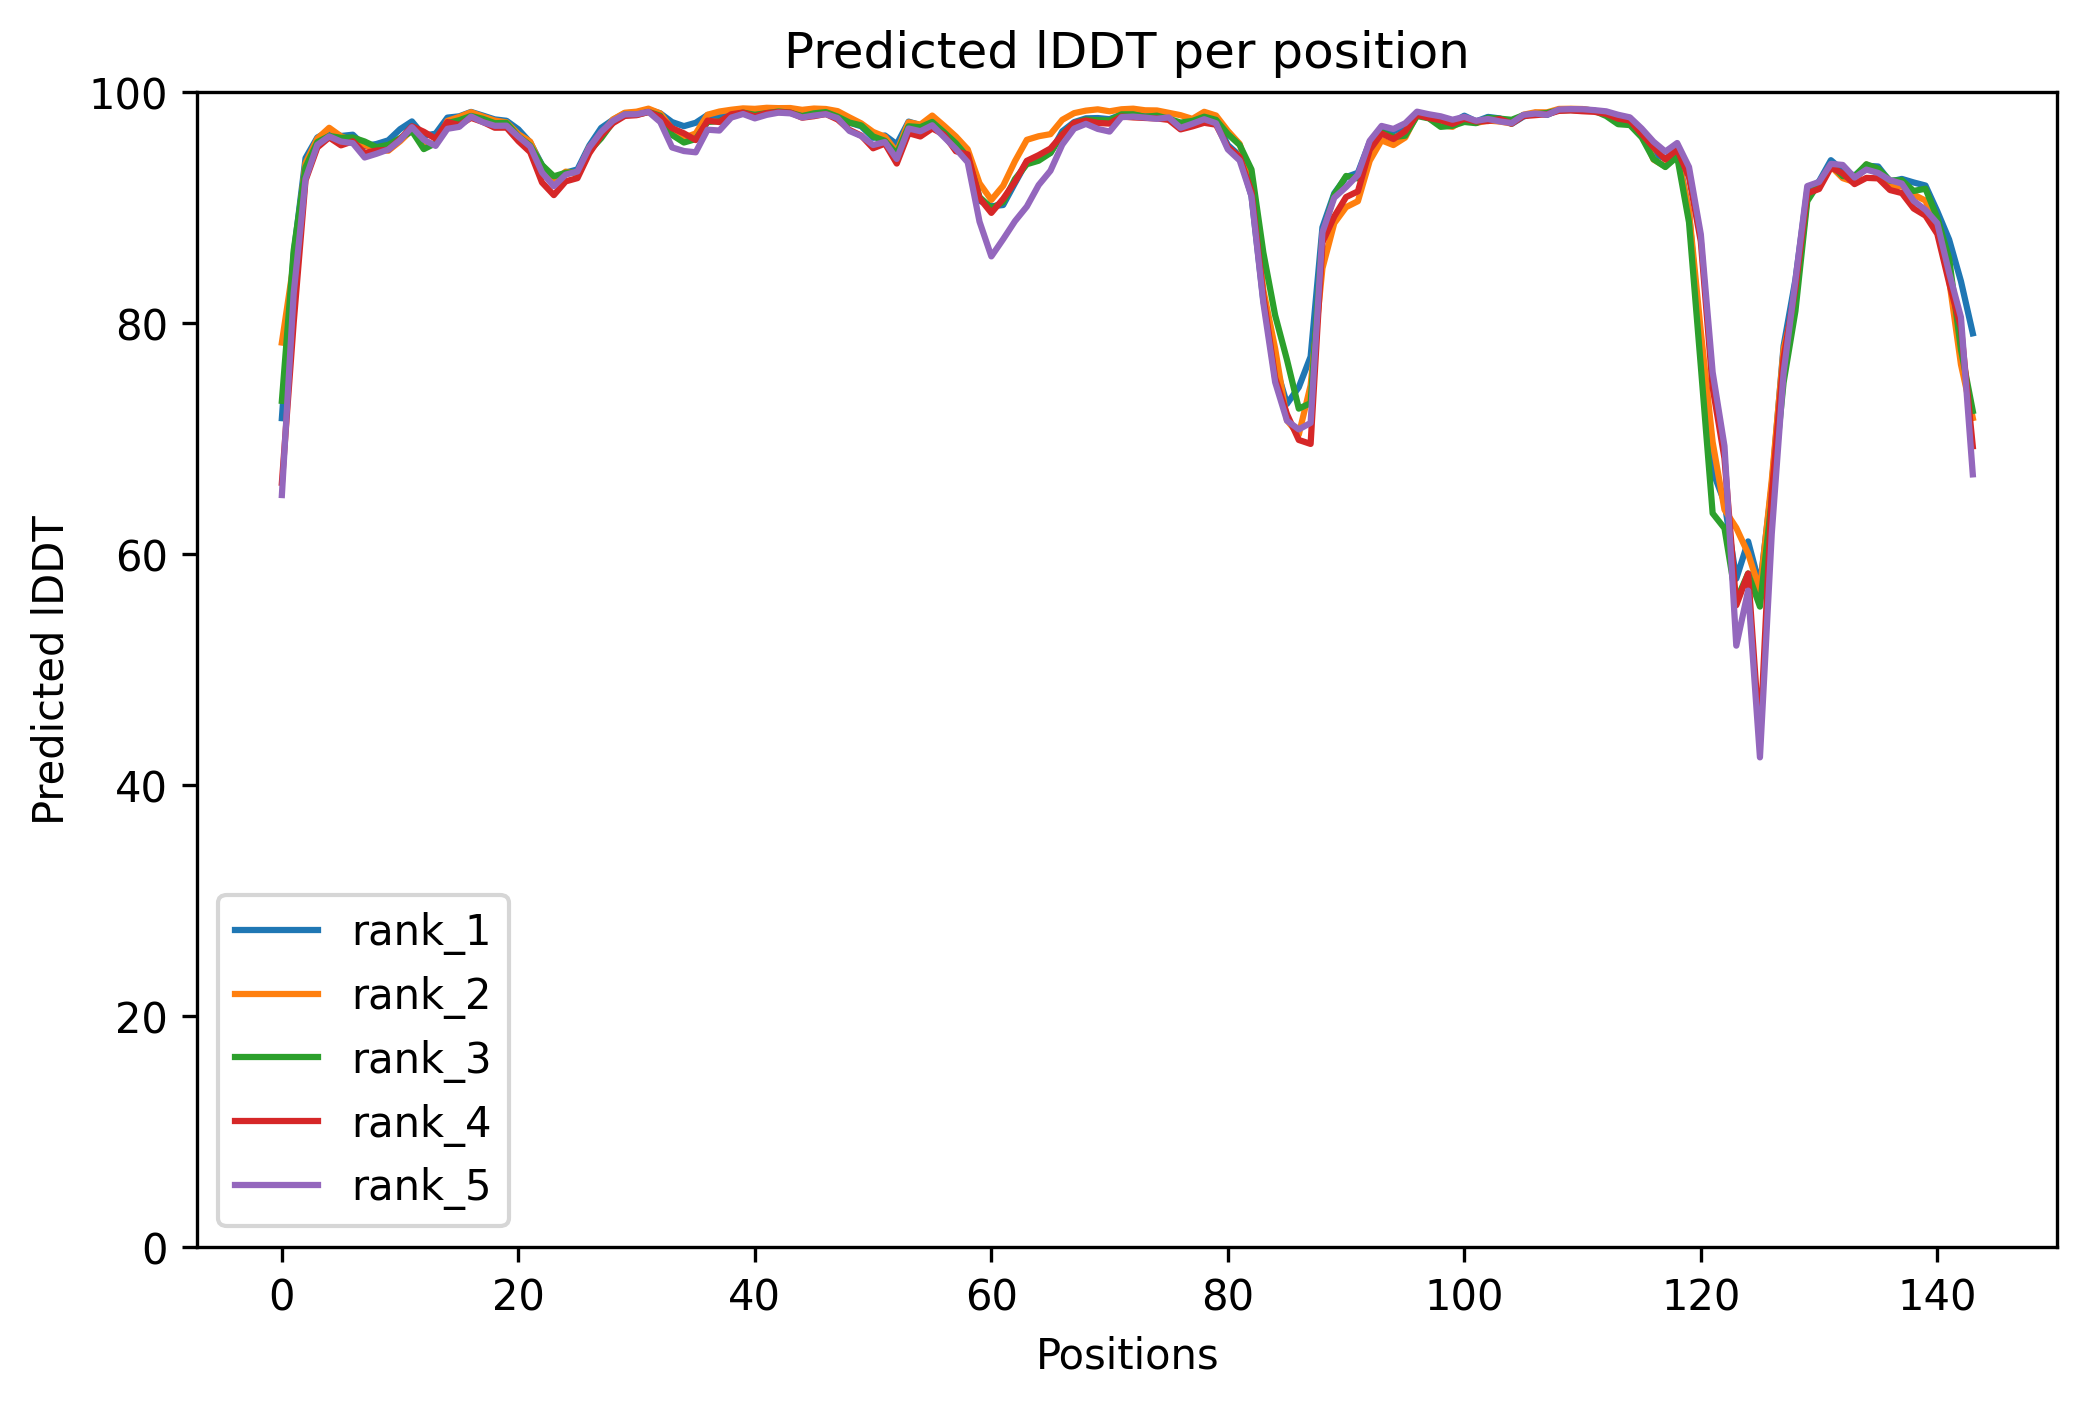 Predicted lDDT per position
100
80
60
40
20
0
Predicted lDDT
rank_1
rank_2
rank_3
rank_4
rank_5
0 20 40 60 80 100 120 140
Positions